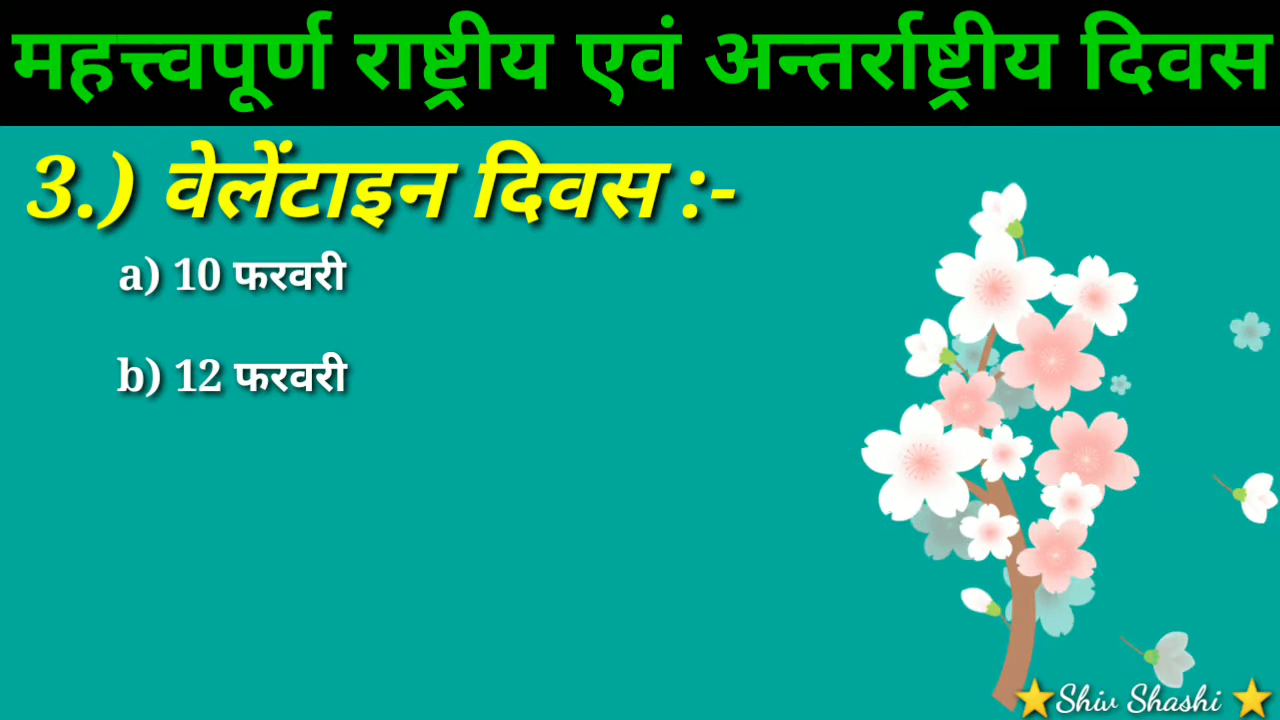 महत्त्वपूर्ण राष्ट्रीय एवं अन्तर्राष्ट्रीय दिवस
3.) वेलेंटाइन दिवस :-
a) 10 फरवरी
b) 12 फरवरी
Shiv Shashi